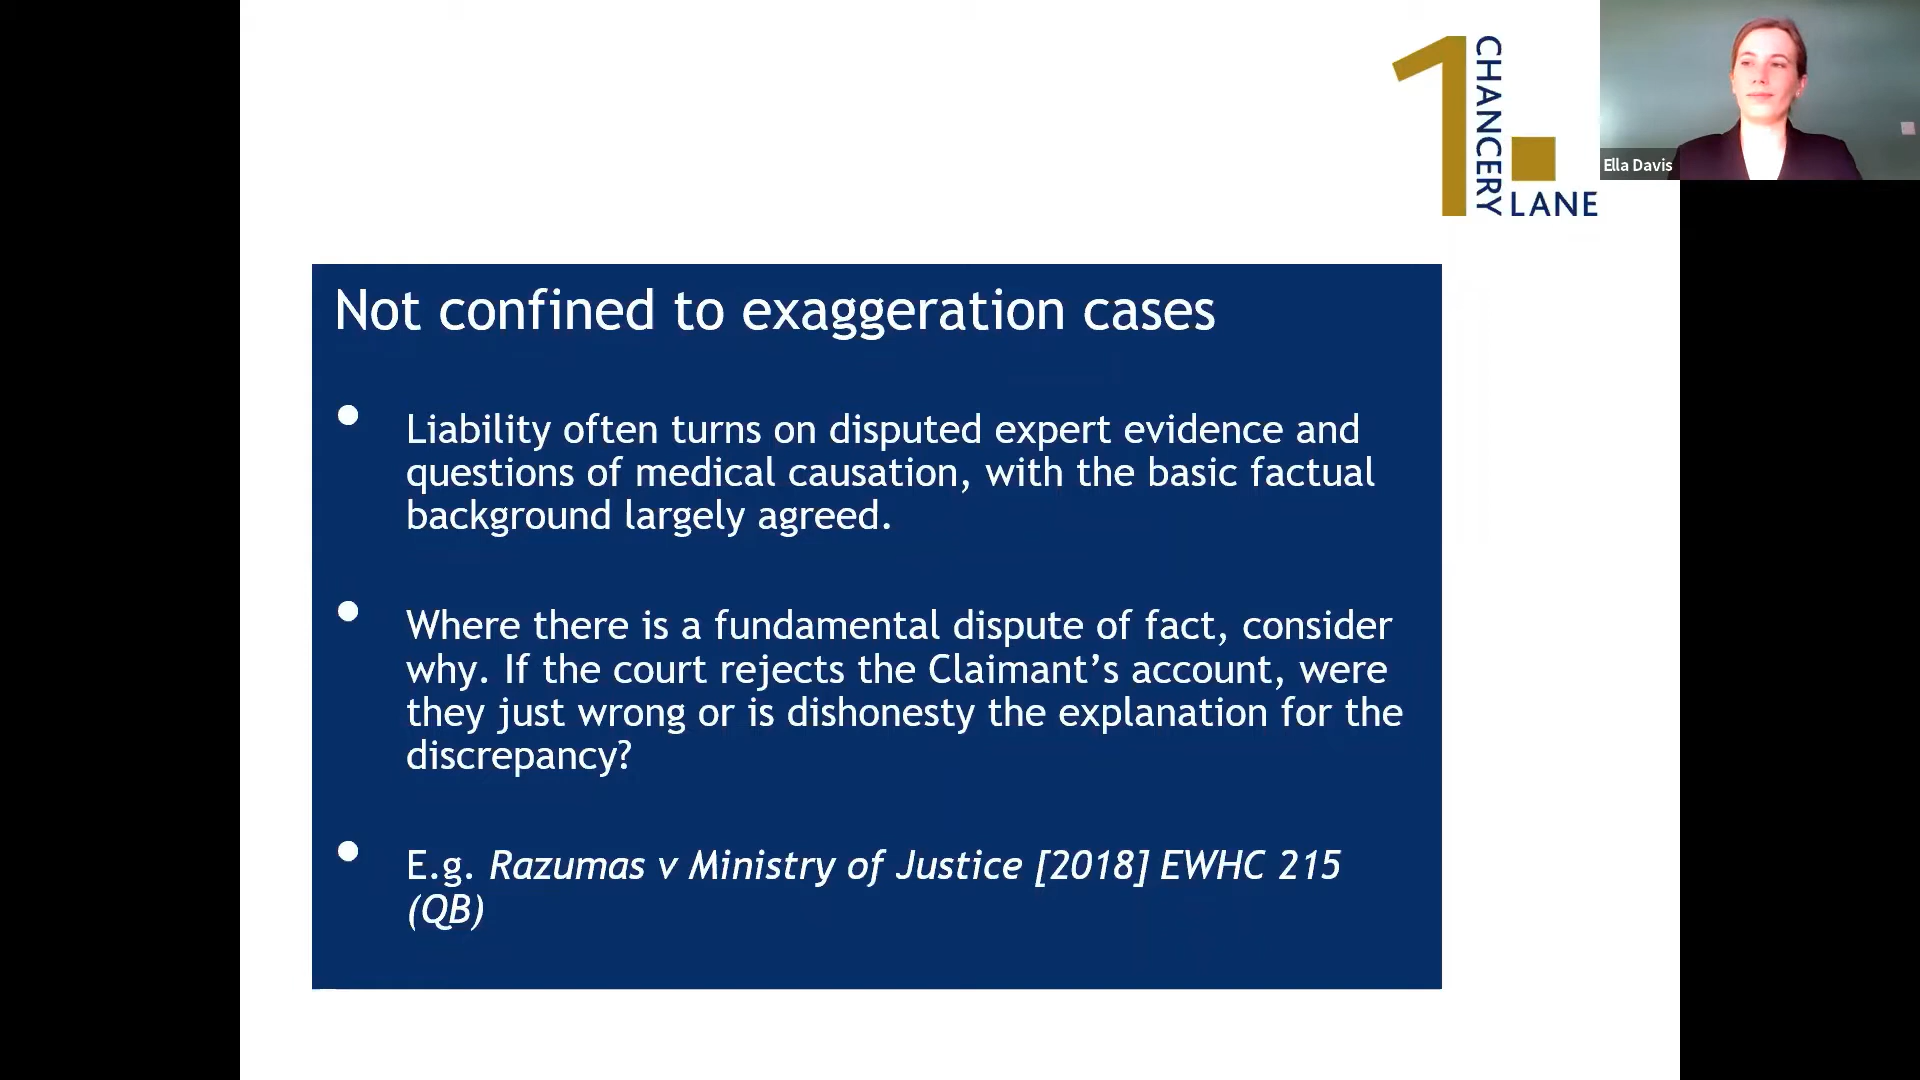 1
CHANCERY
LANE
Ella Davis
Not confined to exaggeration cases
• Liability often turns on disputed expert evidence and
questions of medical causation, with the basic factual
background largely agreed.
• Where there is a fundamental dispute of fact, consider
why. If the court rejects the Claimant’s account, were
they just wrong or is dishonesty the explanation for the
discrepancy?
• E.g. Razumas v Ministry of Justice [2018] EWHC 215
(QB)